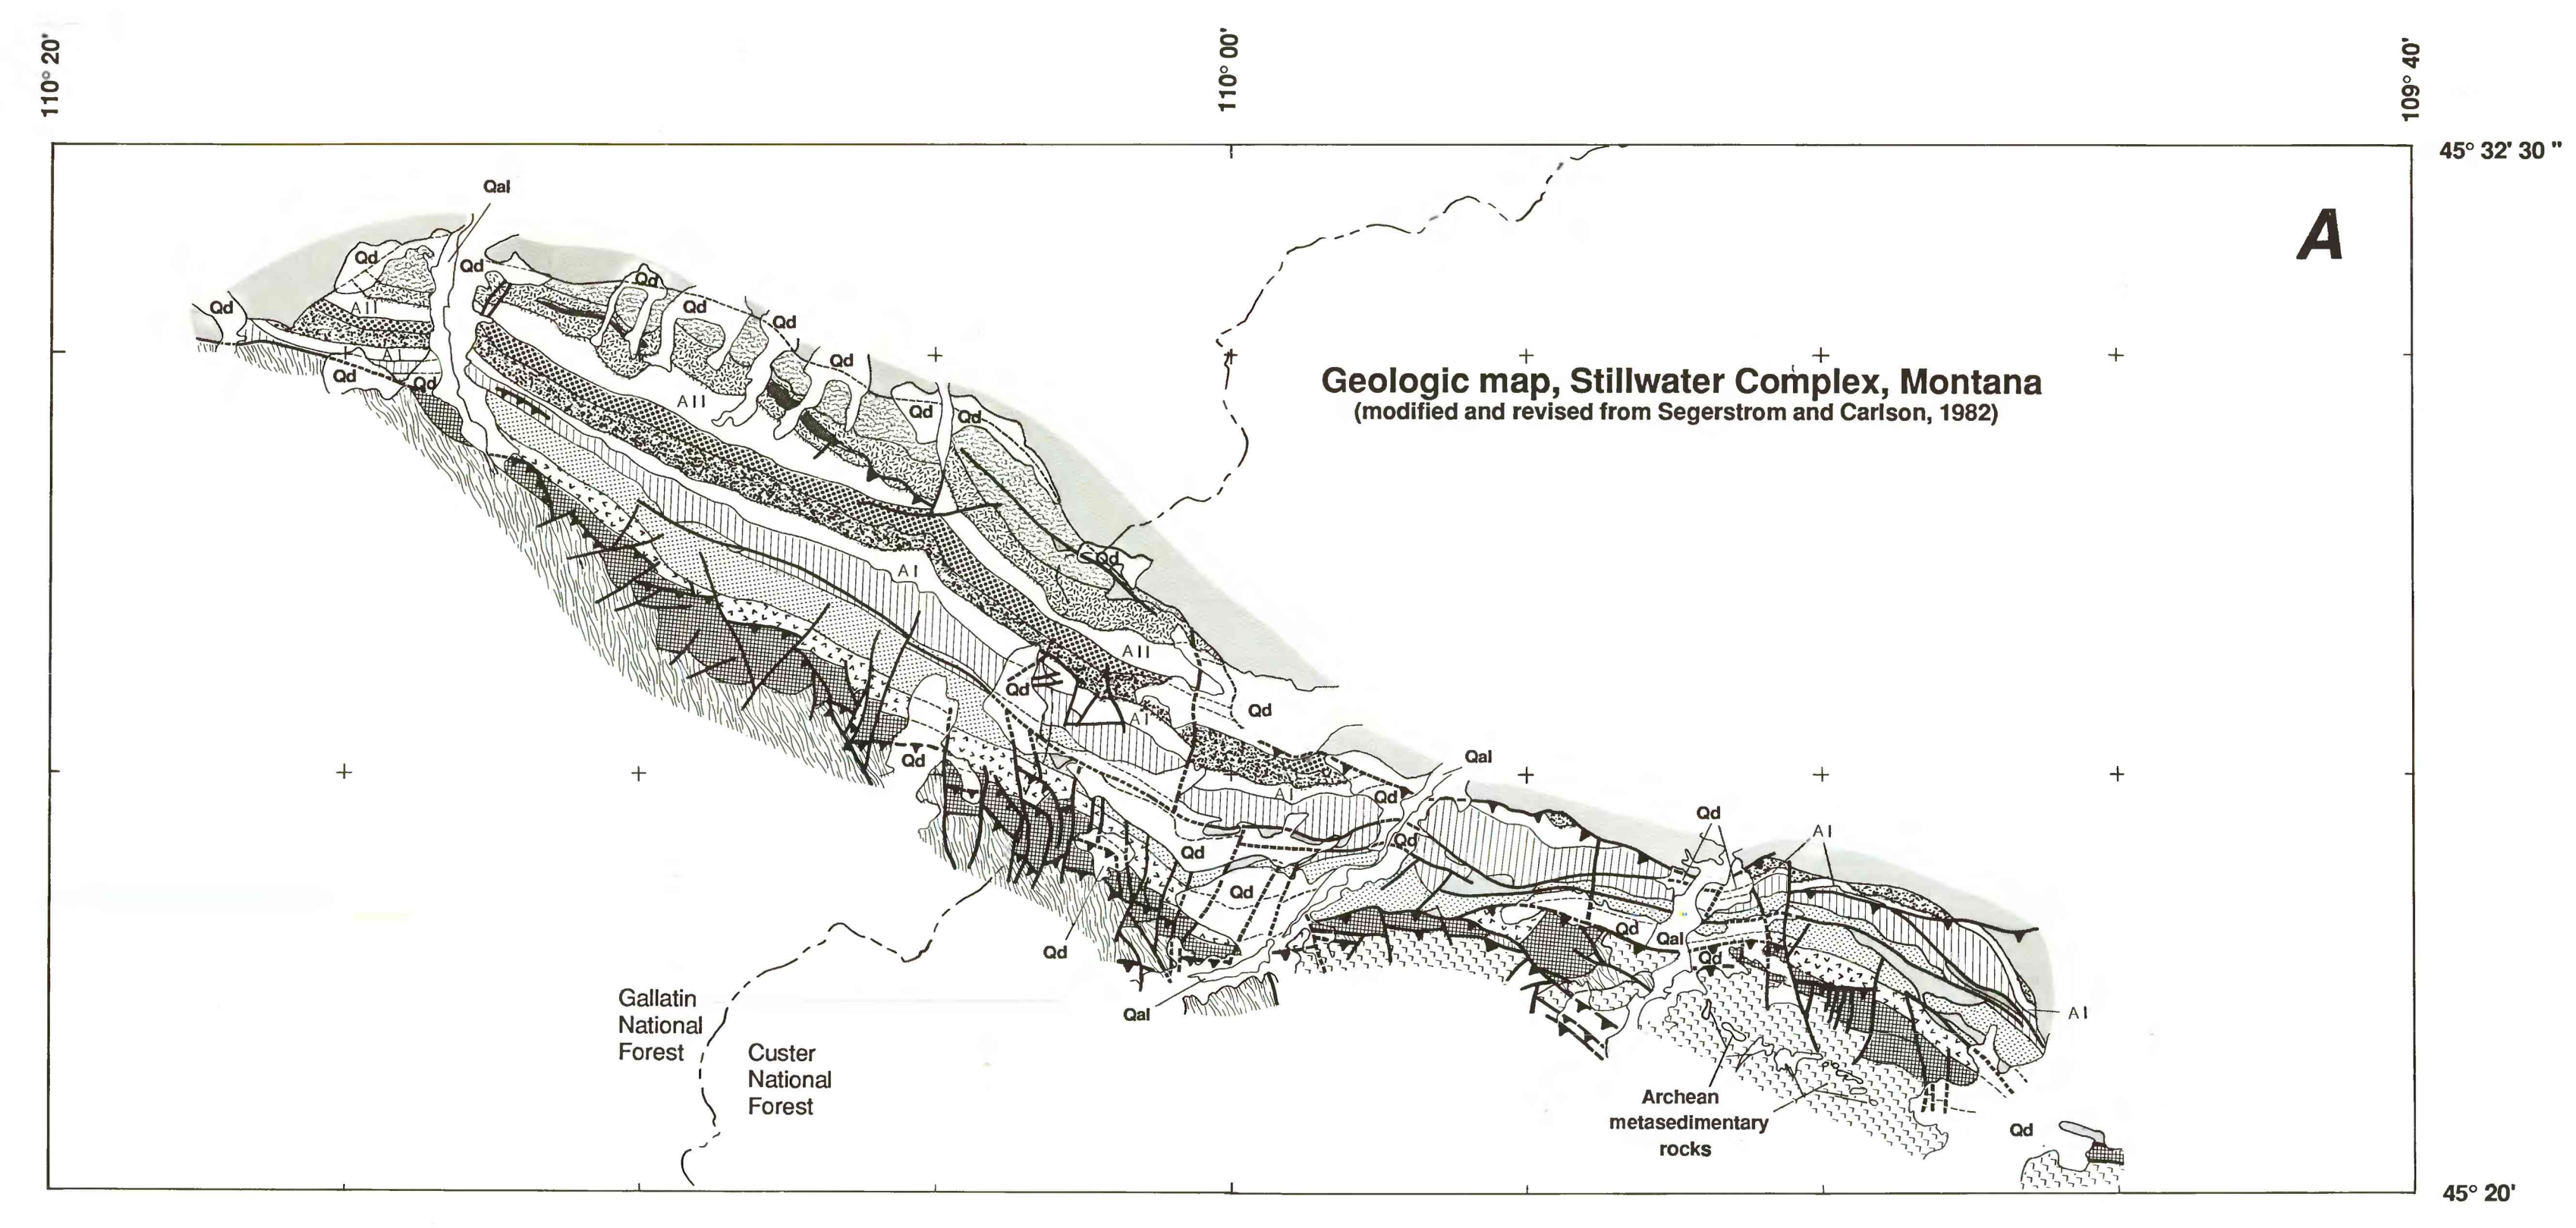 110° 20'
110° 00'
109° 40'
45° 32' 30 "
A
Qal
Qd
Qd
Qd
Qd
Qd
Qd
AII
Geologic map, Stillwater Complex, Montana
(modified and revised from Segerstrom and Carlson, 1982)
AI
Qd
Qd
Qd
Qd
Qd
AII
Qd
AI
AII
Qd
Qd
AI
Qal
Qd
AI
Qd
Qd
AI
Qd
Qd
Qd
Qd
Qal
Qd
Qd
Gallatin
National
Forest
Qal
AI
Custer
National
Forest
Archean
metasedimentary
rocks
Qd
45° 20'